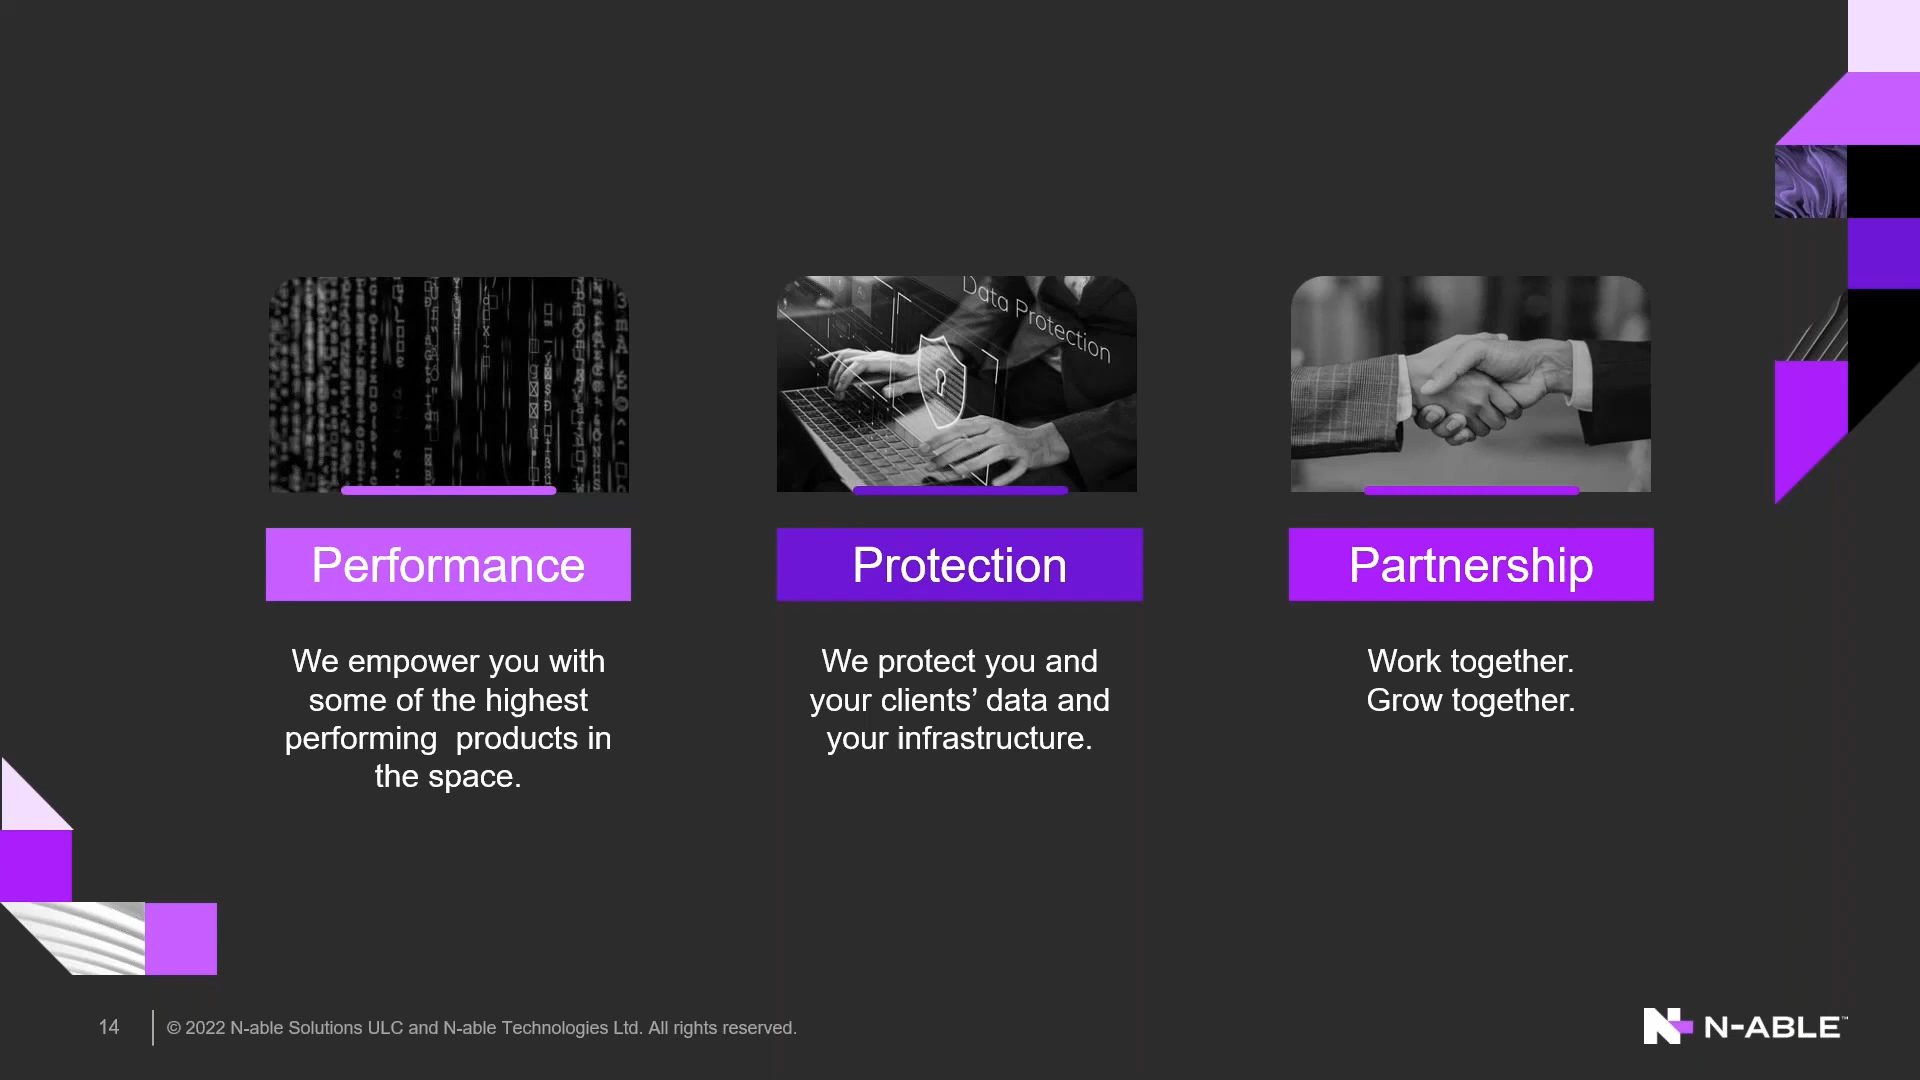 Data Protection
Performance
Protection
Partnership
We empower you with
some of the highest
performing  products in
the space.
We protect you and
your clients’ data and
your infrastructure.
Work together.
Grow together.
14
© 2022 N-able Solutions ULC and N-able Technologies Ltd. All rights reserved.
N-ABLE™